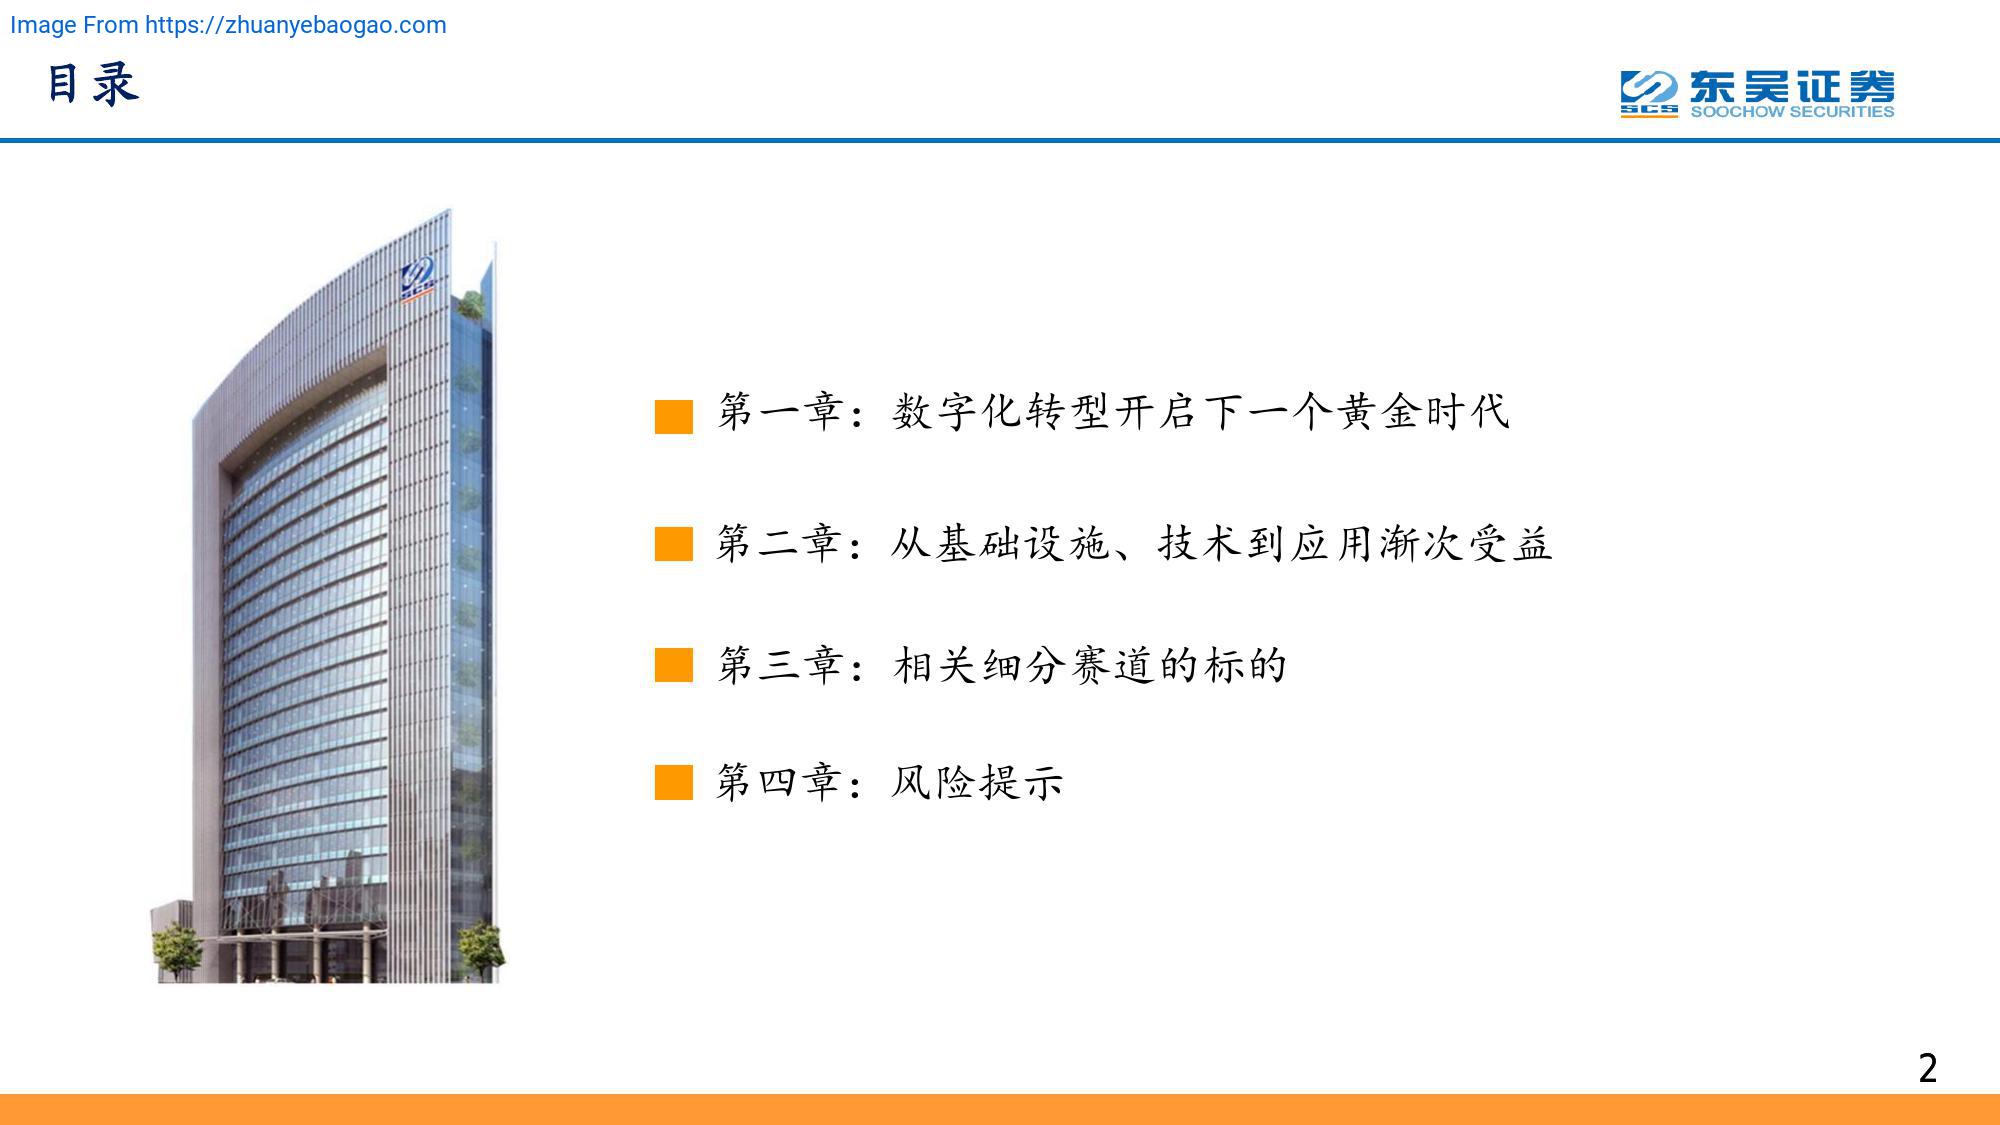 Image From https://zhuanyebaogao.com
目录
东吴证券
SCS
SOOCHOW SECURITIES
SCS
第一章：数字化转型开启下一个黄金时代
第二章：从基础设施、技术到应用渐次受益
第三章：相关细分赛道的标的
第四章：风险提示
2